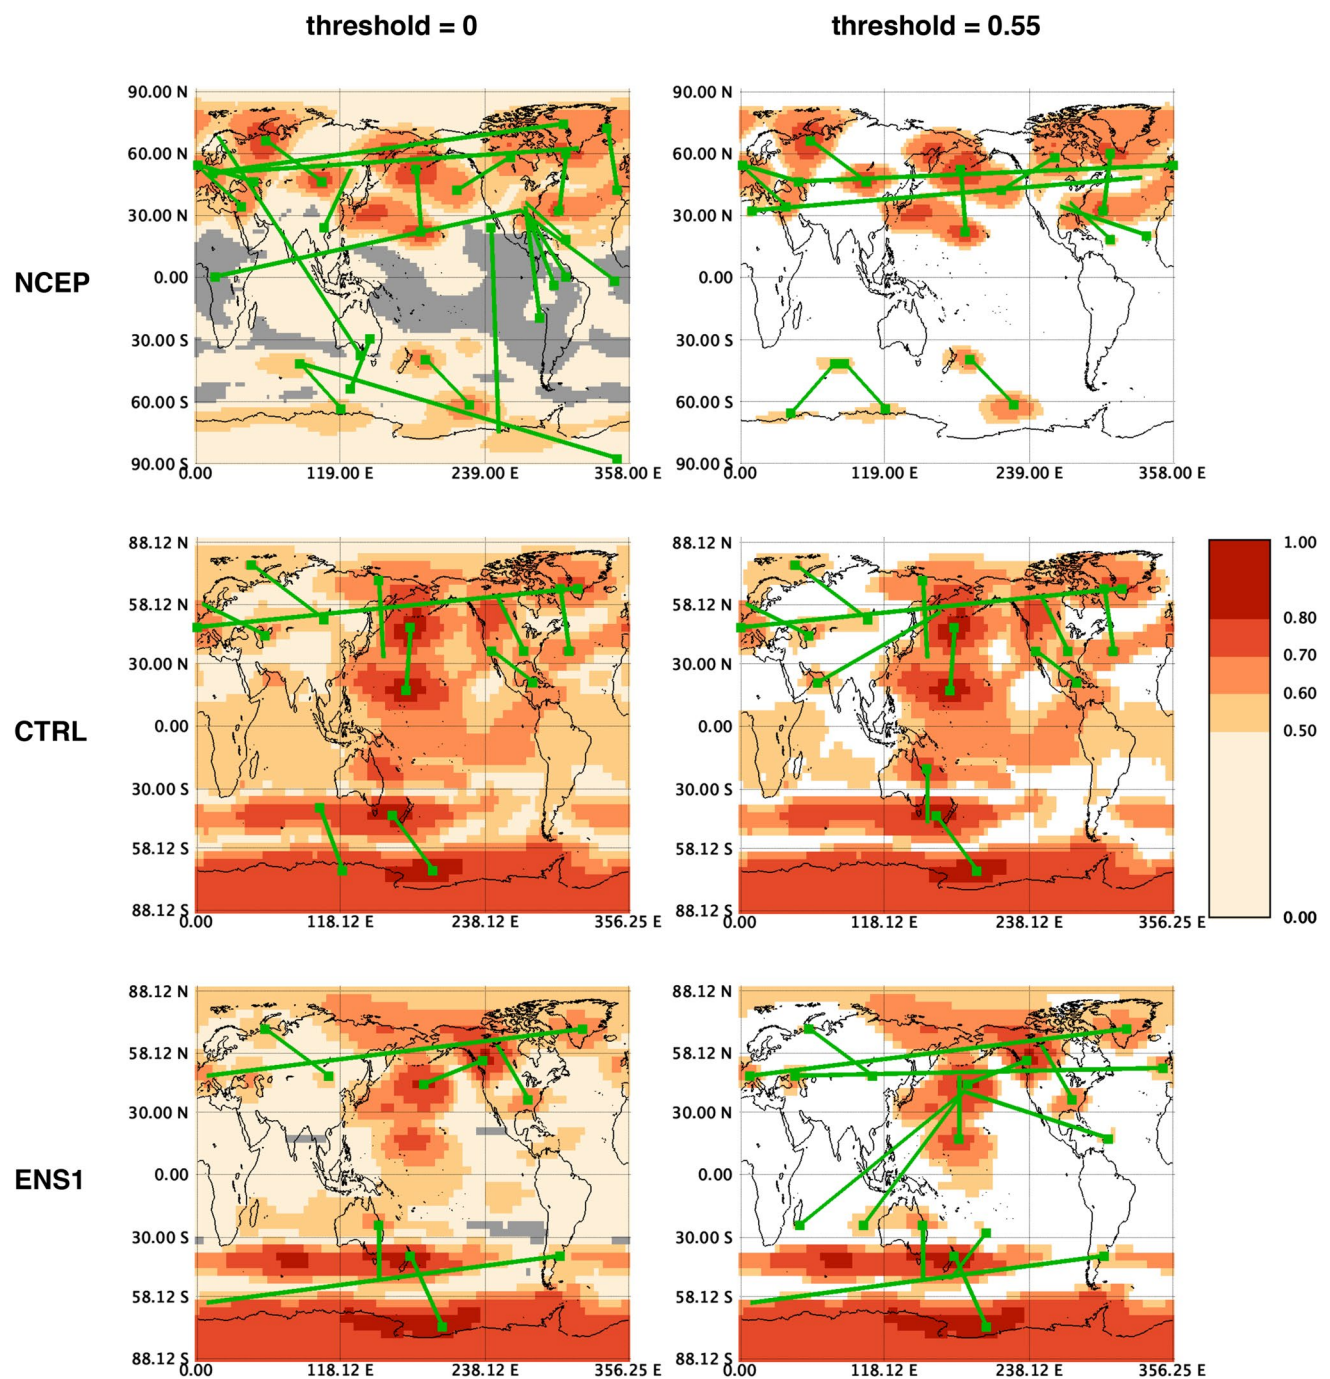 threshold = 0
threshold = 0.55
NCEP
90.00 N
60.00 N
30.00 N
0.00
30.00 S
60.00 S
90.00 S
0.00
119.00 E
239.00 E
358.00 E
90.00 N
60.00 N
30.00 N
0.00
30.00 S
60.00 S
90.00 S
0.00
119.00 E
239.00 E
358.00 E
CTRL
88.12 N
58.12 N
30.00 N
0.00
30.00 S
58.12 S
88.12 S
0.00
118.12 E
238.12 E
356.25 E
88.12 N
58.12 N
30.00 N
0.00
30.00 S
58.12 S
88.12 S
0.00
118.12 E
238.12 E
356.25 E
1.00
0.80
0.70
0.60
0.50
0.00
ENS1
88.12 N
58.12 N
30.00 N
0.00
30.00 S
58.12 S
88.12 S
0.00
118.12 E
238.12 E
356.25 E
88.12 N
58.12 N
30.00 N
0.00
30.00 S
58.12 S
88.12 S
0.00
118.12 E
238.12 E
356.25 E